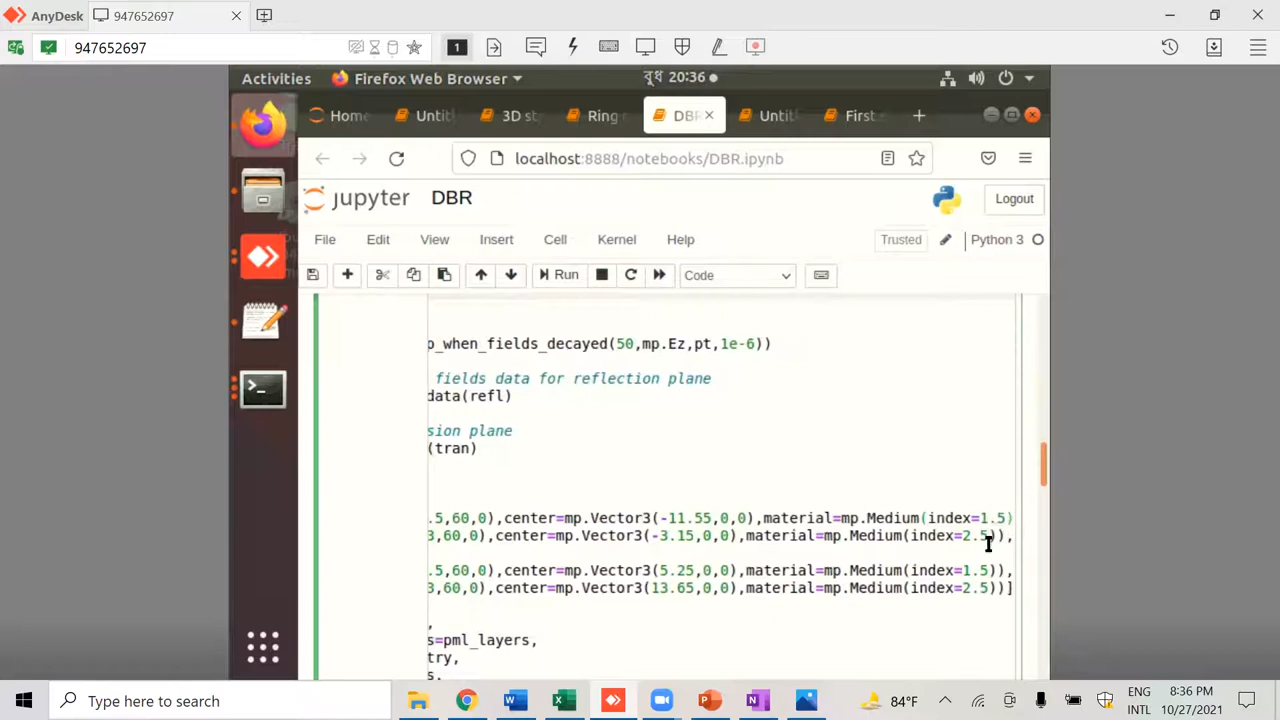 AnyDesk
947652697
947652697
1
Activities
Firefox Web Browser
বুধ 20:36
Home
Untit
3D st
Ring
DBR
Untit
First
localhost:8888/notebooks/DBR.ipynb
jupyter
DBR
Logout
File
Edit
View
Insert
Cell
Kernel
Help
Trusted
Python 3
Run
Code
p_when_fields_decayed(50,mp.Ez,pt,1e-6))
fields data for reflection plane
data(refl)
sion plane
(tran)
.5,60,0),center=mp.Vector3(-11.55,0,0),material=mp.Medium(index=1.5)
3,60,0),center=mp.Vector3(-3.15,0,0),material=mp.Medium(index=2.5)),
.5,60,0),center=mp.Vector3(5.25,0,0),material=mp.Medium(index=1.5)),
3,60,0),center=mp.Vector3(13.65,0,0),material=mp.Medium(index=2.5))]
,
s=pml_layers,
try,
s,
Type here to search
84°F
ENG
INTL
8:36 PM
10/27/2021